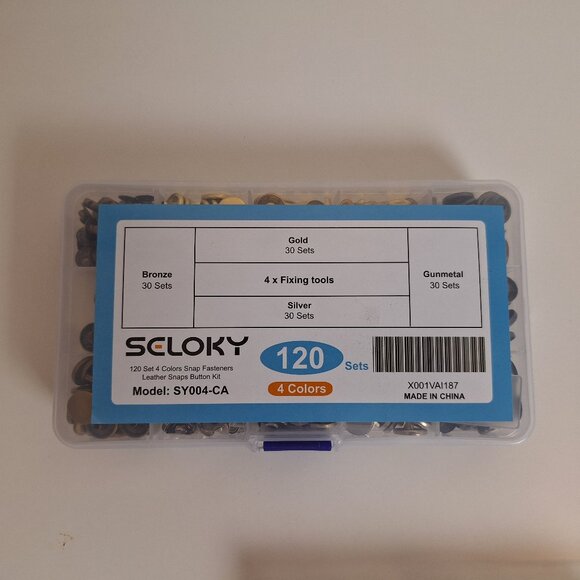 Gold
30 Sets
Bronze
30 Sets
4 x Fixing tools
Gunmetal
30 Sets
Silver
30 Sets
SELOKY
120 Set 4 Colors Snap Fasteners
Leather Snaps Button Kit
Model: SY004-CA
120 Sets
4 Colors
X001VAI187
MADE IN CHINA